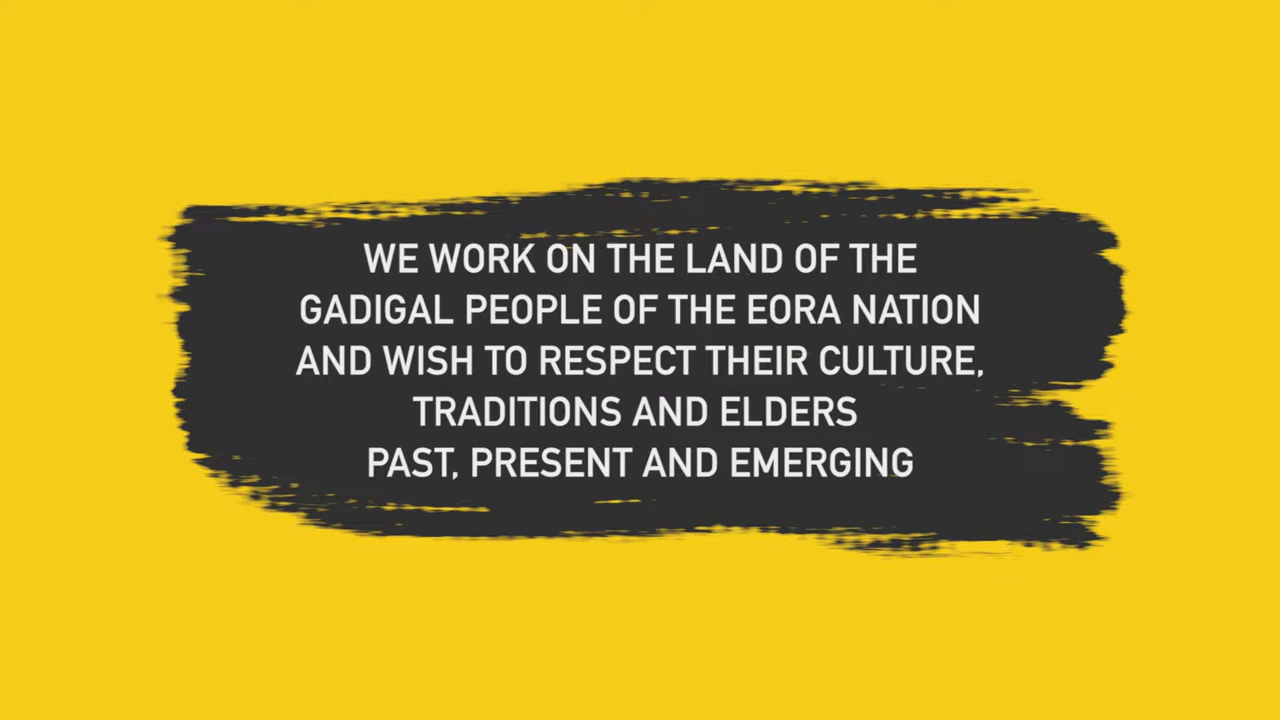 WE WORK ON THE LAND OF THE
GADIGAL PEOPLE OF THE EORA NATION
AND WISH TO RESPECT THEIR CULTURE,
TRADITIONS AND ELDERS
PAST, PRESENT AND EMERGING